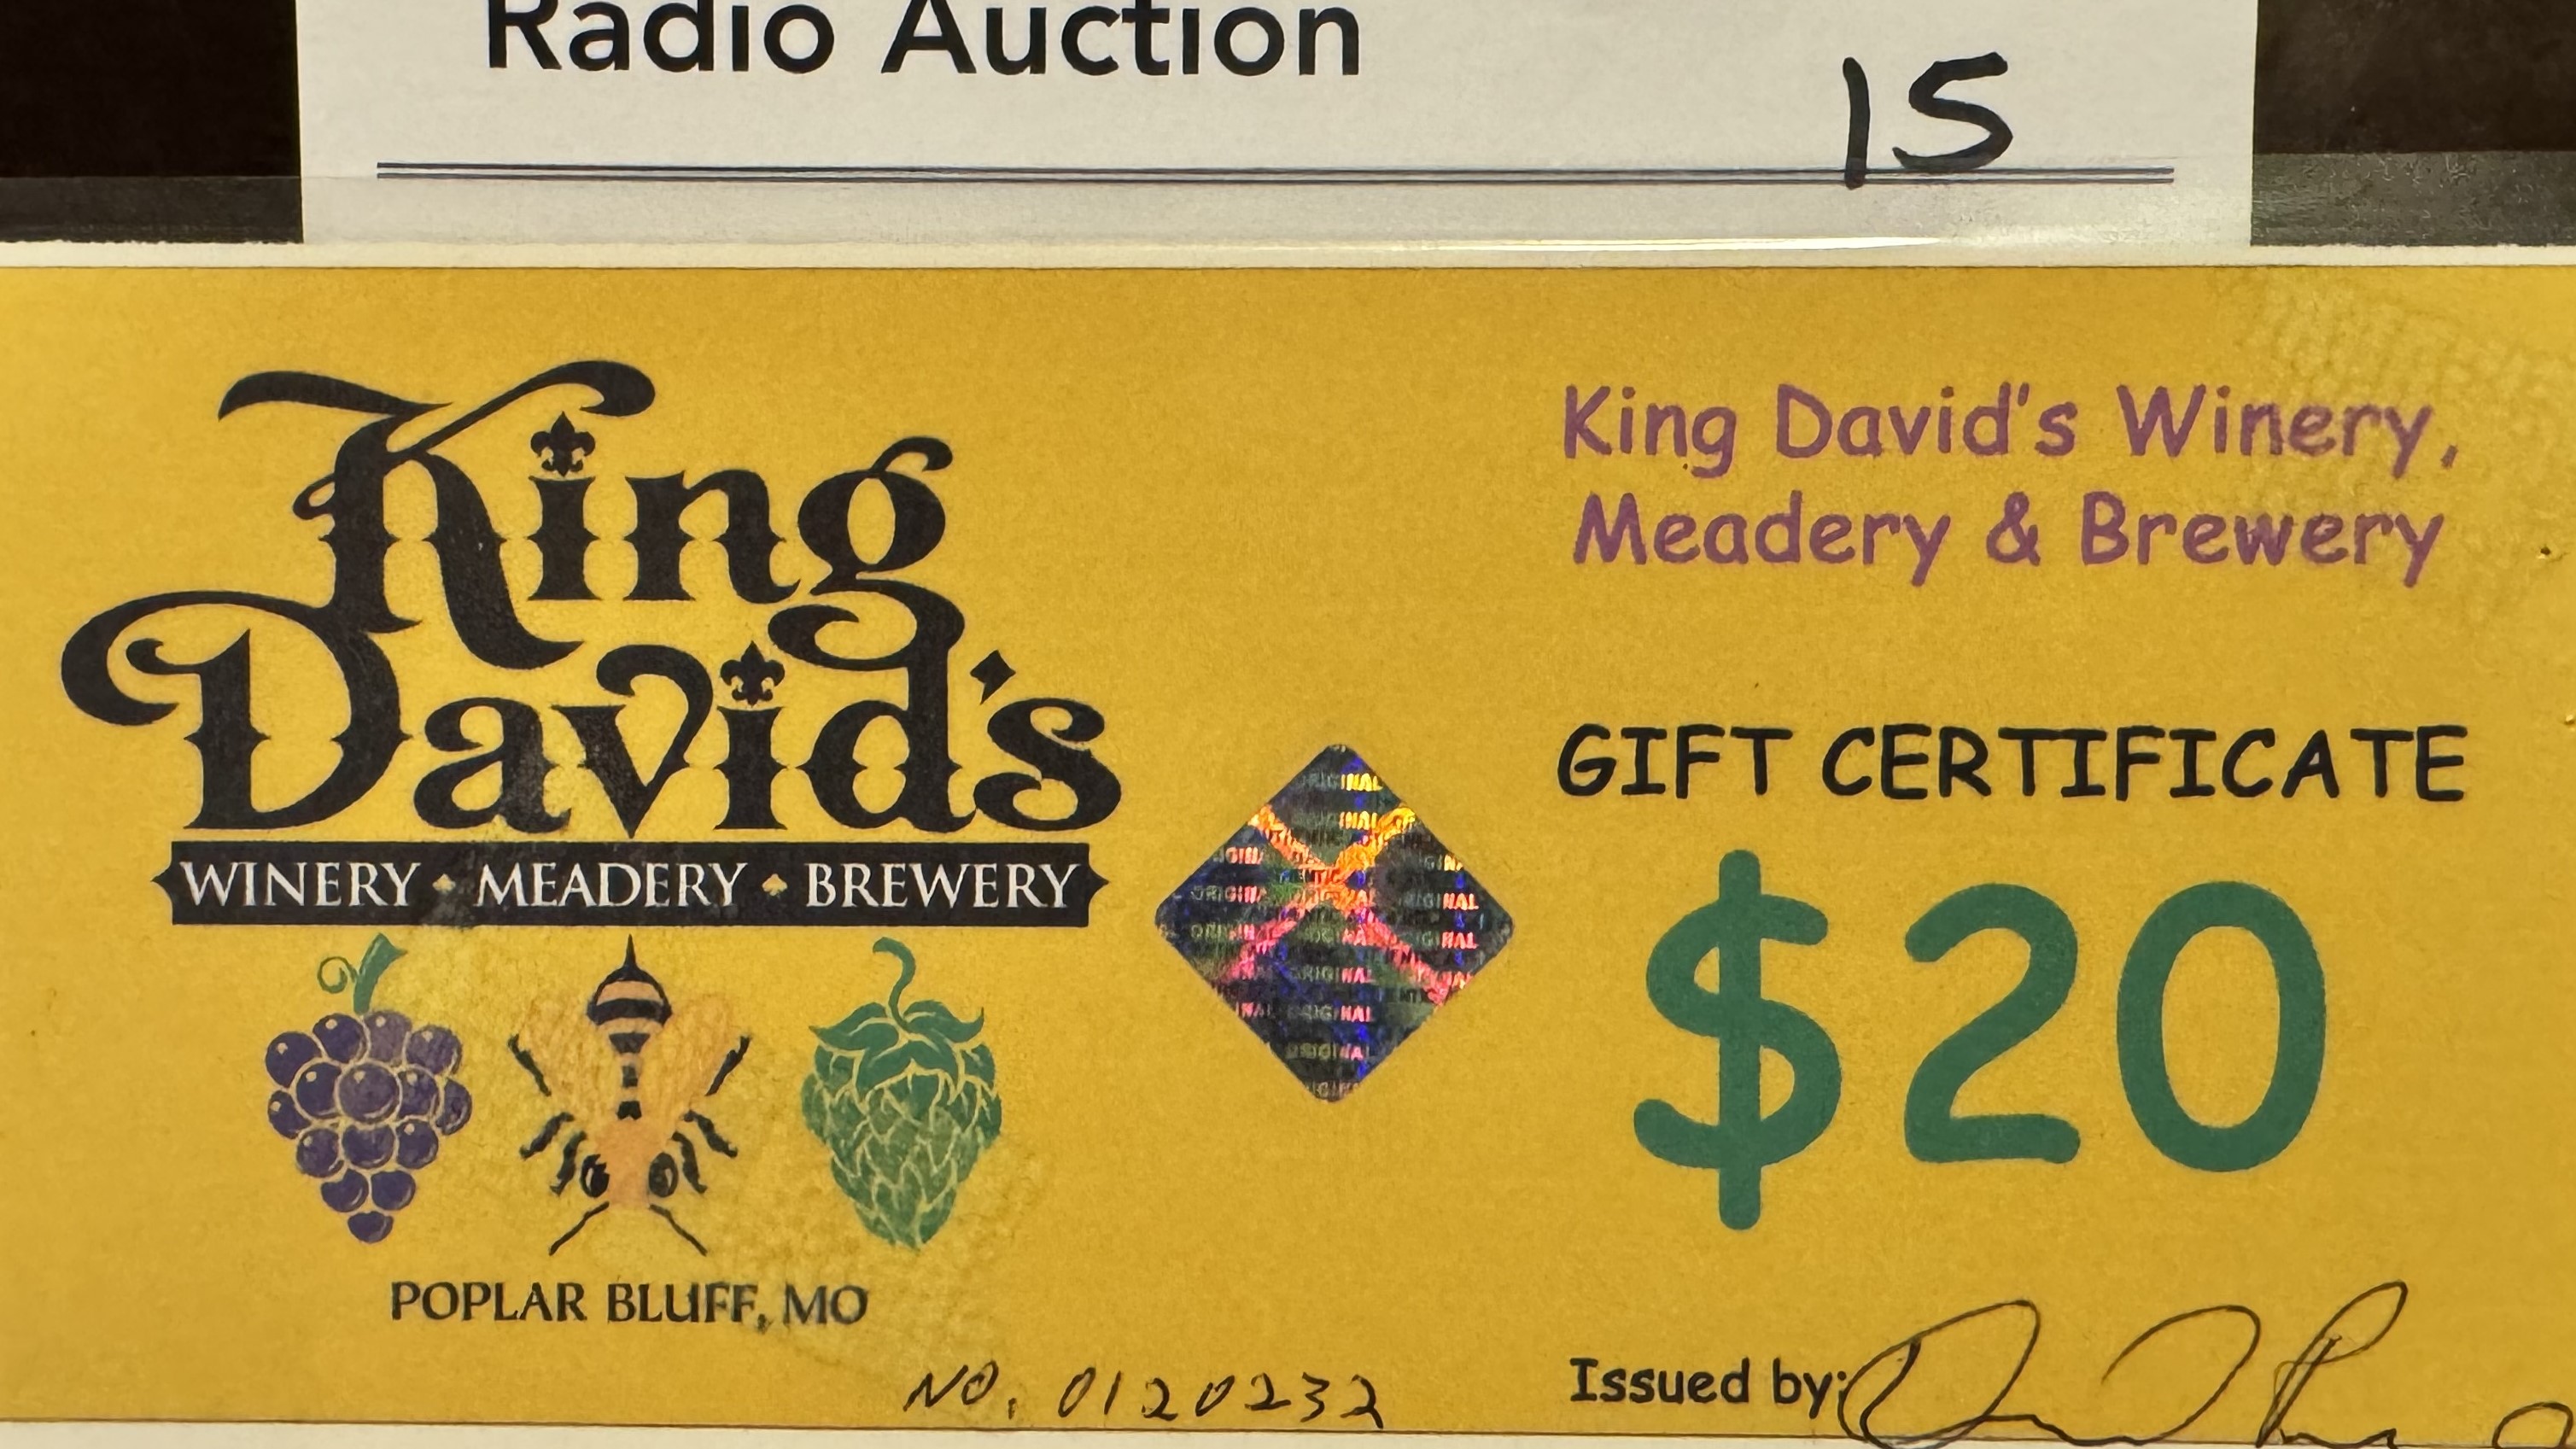 Radio Auction
15
King
David's
WINERY • MEADERY • BREWERY
POPLAR BLUFF, MO
King David's Winery,
Meadery & Brewery
GIFT CERTIFICATE
$20
ORIGINAL
NO. 0120232
Issued by: